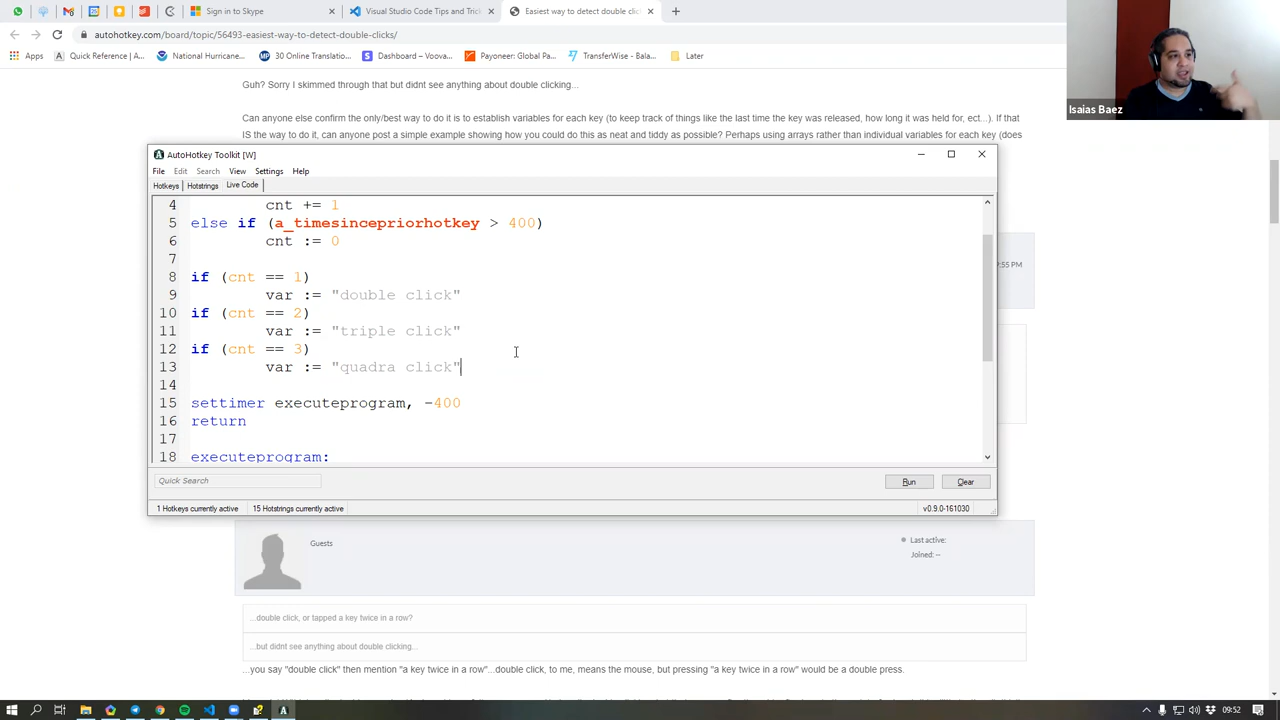 Sign in to Skype
Visual Studio Code Tips and Trick
Easiest way to detect double clic
autohotkey.com/board/topic/56493-easiest-way-to-detect-double-clicks/
Apps
Quick Reference | A...
National Hurricane...
30 Online Translatio...
Dashboard – Voova...
Payoneer: Global Pa...
TransferWise - Bala...
Later
Guh? Sorry I skimmed through that but didnt see anything about double clicking...
Can anyone else confirm the only/best way to do it is to establish variables for each key (to keep track of things like the last time the key was released, how long it was held for, ect...). If that
IS the way to do it, can anyone post a simple example showing how you could do this as neat and tidy as possible? Perhaps using arrays rather than individual variables for each key (does
Isaias Baez
AutoHotkey Toolkit [W]
File Edit Search View Settings Help
Hotkeys Hotstrings Live Code
4 cnt += 1
5 else if (a_timesincepriorhotkey > 400)
6 cnt := 0
7
8 if (cnt == 1)
9 var := "double click"
10 if (cnt == 2)
11 var := "triple click"
12 if (cnt == 3)
13 var := "quadra click"
14
15 settimer executeprogram, -400
16 return
17
18 executeprogram:
Quick Search
Run
Clear
1 Hotkeys currently active
15 Hotstrings currently active
v0.9.0-161030
9:55 PM
Guests
Last active:
Joined: --
...double click, or tapped a key twice in a row?
...but didnt see anything about double clicking...
...you say "double click" then mention "a key twice in a row"...double click, to me, means the mouse, but pressing "a key twice in a row" would be a double press.
09:52